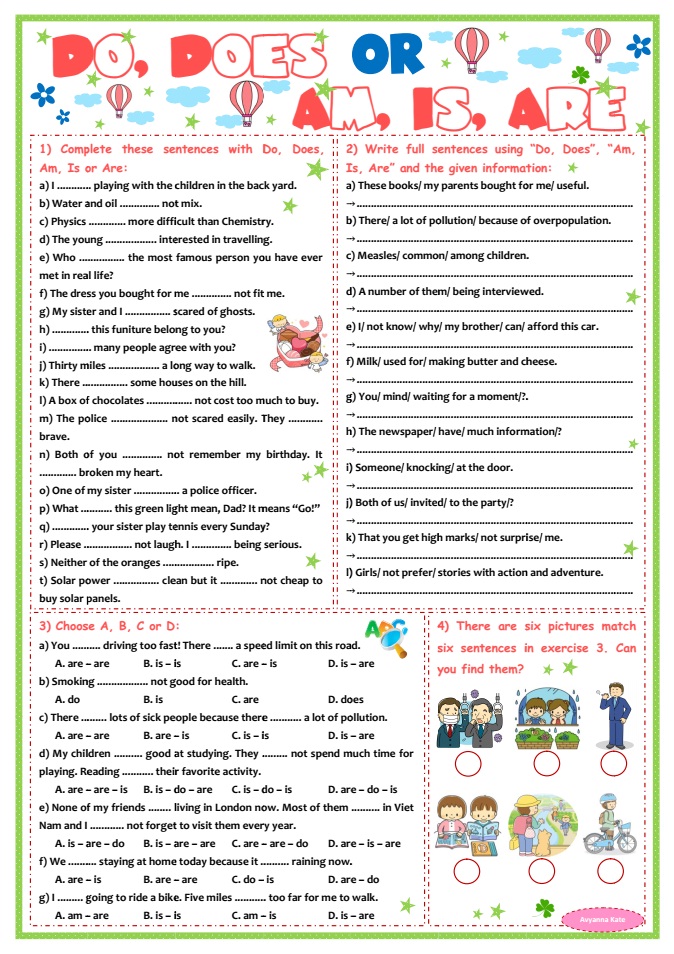 DO, DOES OR
AM, IS, ARE
1) Complete these sentences with Do, Does,
Am, Is or Are:
a) I ............ playing with the children in the back yard.
b) Water and oil .............. not mix.
c) Physics ............. more difficult than Chemistry.
d) The young .................. interested in travelling.
e) Who ................ the most famous person you have ever
met in real life?
f) The dress you bought for me .............. not fit me.
g) My sister and I ................ scared of ghosts.
h) ............. this funiture belong to you?
i) .............. many people agree with you?
j) Thirty miles .................. a long way to walk.
k) There ................ some houses on the hill.
l) A box of chocolates ................ not cost too much to buy.
m) The police .................... not scared easily. They ............
brave.
n) Both of you .............. not remember my birthday. It
.............. broken my heart.
o) One of my sister ................. a police officer.
p) What ........... this green light mean, Dad? It means “Go!”
q) ............. your sister play tennis every Sunday?
r) Please ................. not laugh. I .............. being serious.
s) Neither of the oranges .................. ripe.
t) Solar power ................ clean but it .............. not cheap to
buy solar panels.
2) Write full sentences using “Do, Does”, “Am,
Is, Are” and the given information:
a) These books/ my parents bought for me/ useful.
→....................................................................................
b) There/ a lot of pollution/ because of overpopulation.
→....................................................................................
c) Measles/ common/ among children.
→....................................................................................
d) A number of them/ being interviewed.
→....................................................................................
e) I/ not know/ why/ my brother/ can/ afford this car.
→....................................................................................
f) Milk/ used for/ making butter and cheese.
→....................................................................................
g) You/ mind/ waiting for a moment/?.
→....................................................................................
h) The newspaper/ have/ much information/?
→....................................................................................
i) Someone/ knocking/ at the door.
→....................................................................................
j) Both of us/ invited/ to the party/?
→....................................................................................
k) That you get high marks/ not surprise/ me.
→....................................................................................
l) Girls/ not prefer/ stories with action and adventure.
→....................................................................................
3) Choose A, B, C or D:
ABC
a) You .......... driving too fast! There ....... a speed limit on this road.
A. are – are B. is – is C. are – is D. is – are
b) Smoking .................. not good for health.
A. do B. is C. are D. does
c) There ......... lots of sick people because there .......... a lot of pollution.
A. are – are B. are – is C. is – is D. is – are
d) My children .......... good at studying. They ........ not spend much time for
playing. Reading ........... their favorite activity.
A. are – are – is B. is – do – are C. is – do – is D. are – do – is
e) None of my friends ........ living in London now. Most of them .......... in Viet
Nam and I ........... not forget to visit them every year.
A. is – are – do B. is – are – are C. are – are – do D. are – is – are
f) We .......... staying at home today because it .......... raining now.
A. are – is B. are – are C. do – is D. are – do
g) I ......... going to ride a bike. Five miles .......... too far for me to walk.
A. am – are B. is – is C. am – is D. is – are
4) There are six pictures match
six sentences in exercise 3. Can
you find them?
Avyanna Kate